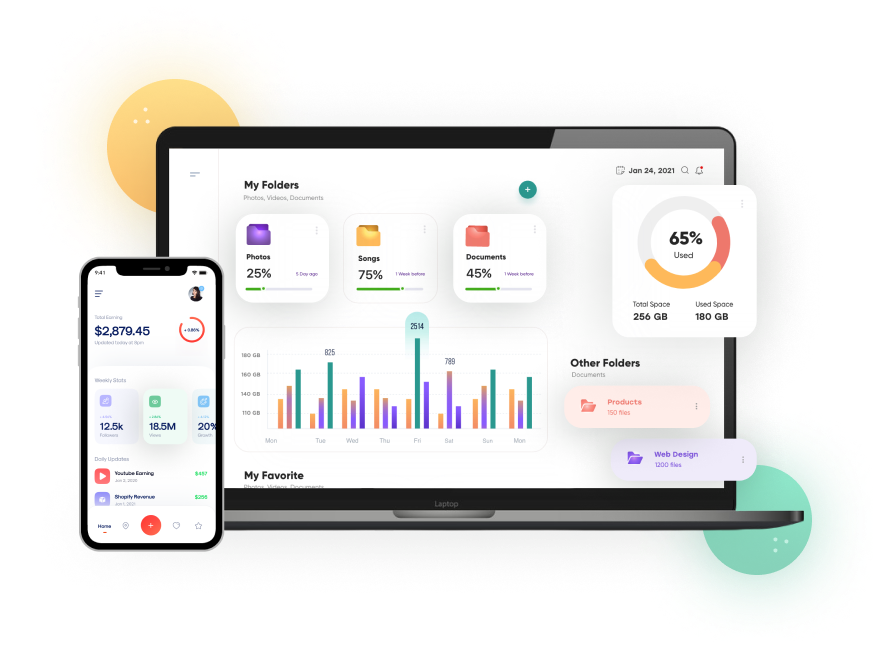 Jan 24, 2021
My Folders
Photos, Videos, Documents
+
Photos
25%
5 Day ago
Songs
75%
1 Week before
Documents
45%
1 Week before
65%
Used
Total Space
Used Space
256 GB
180 GB
2514
825
789
180 GB
160 GB
140 GB
110 GB
Mon
Tue
Wed
Thu
Fri
Sat
Sun
Mon
Other Folders
Documents
Products
150 files
Web Design
1200 files
My Favorite
Photos, Videos, Documents
Laptop
9:41
Total Earning
$2,879.45
Updated today at 9pm
+ 0.86%
Weekly Stats
12.5k
Followers
18.5M
Views
20%
Daily Updates
Youtube Earning
$457
Jan 3, 2020
Shopify Revenue
$256
Jan 1, 2021
Home
+